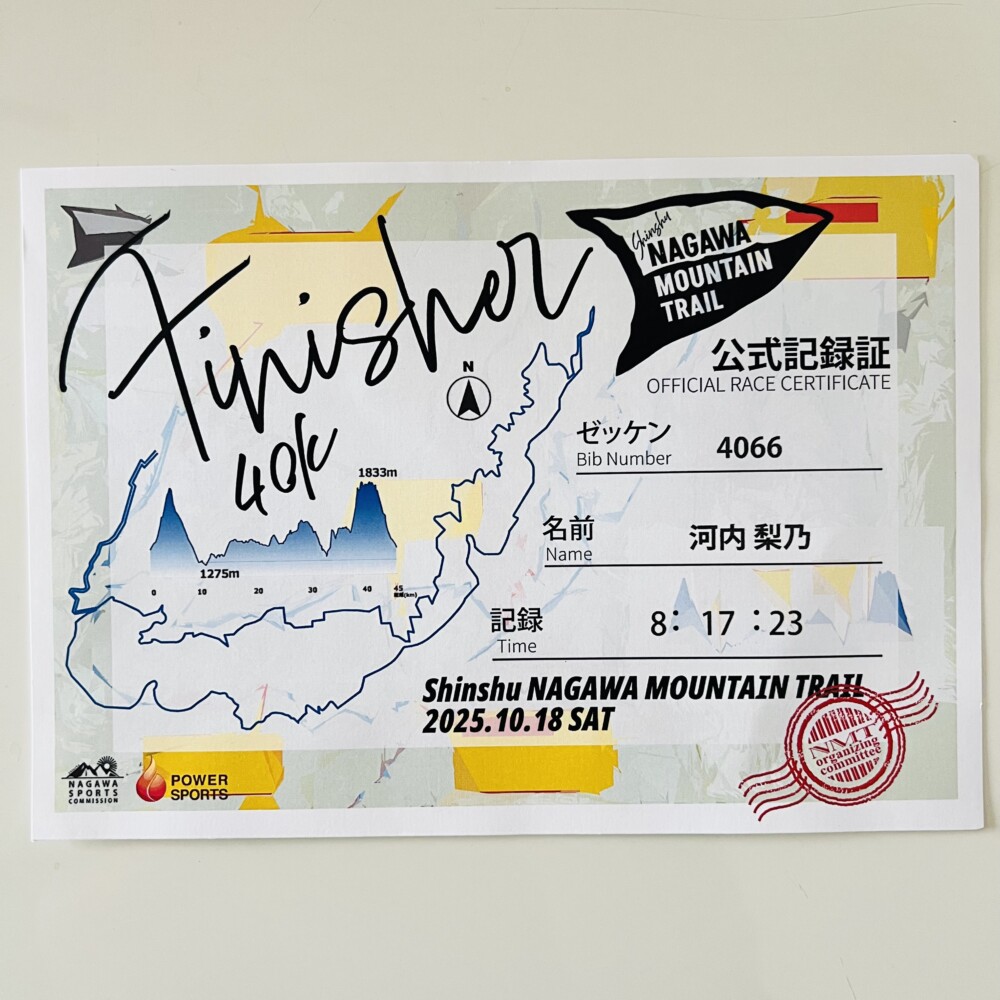 Finisher
40k
Shinshu
NAGAWA
MOUNTAIN
TRAIL
公式記録証
OFFICIAL RACE CERTIFICATE
N
ゼッケン
Bib Number
4066
1833m
1275m
0 10 20 30 40 45
名前
Name
河内 梨乃
記録
Time
8: 17 :23
Shinshu NAGAWA MOUNTAIN TRAIL
2025.10.18 SAT
NAGAWA
SPORTS
COMMISSION
POWER
SPORTS
NMT
organizing
committee